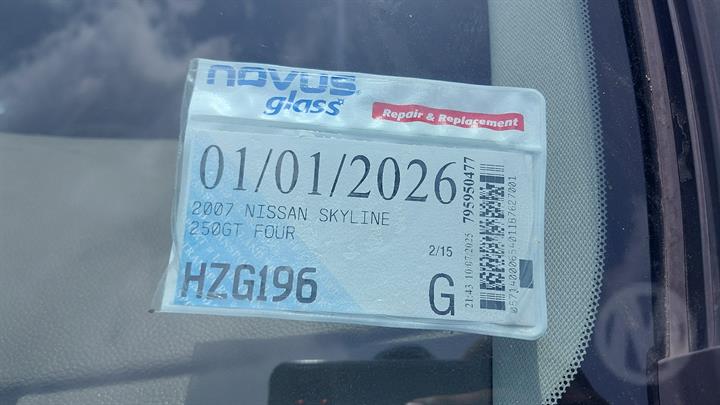 novus
glass
Repair & Replacement
01/01/2026
2007 NISSAN SKYLINE
250GT FOUR
2/15
HZG196
G
795950477
21:43 10/07/2025